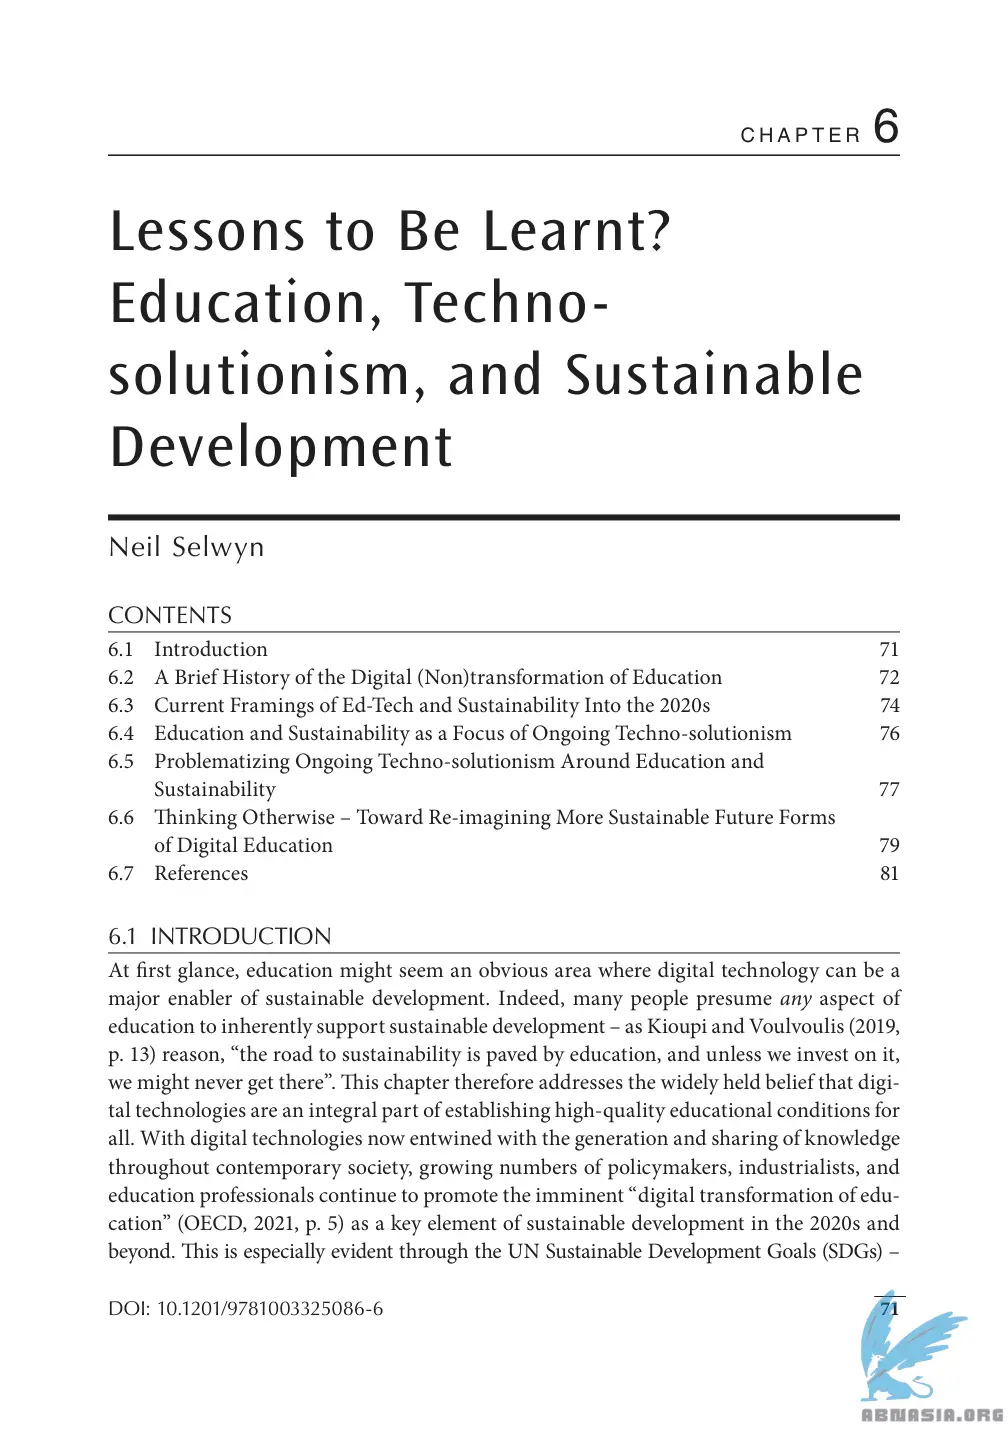 CHAPTER 6
Lessons to Be Learnt?
Education, Techno-
solutionism, and Sustainable
Development
Neil Selwyn
CONTENTS
6.1 Introduction 71
6.2 A Brief History of the Digital (Non)transformation of Education 72
6.3 Current Framings of Ed-Tech and Sustainability Into the 2020s 74
6.4 Education and Sustainability as a Focus of Ongoing Techno-solutionism 76
6.5 Problematizing Ongoing Techno-solutionism Around Education and
Sustainability 77
6.6 Thinking Otherwise – Toward Re-imagining More Sustainable Future Forms
of Digital Education 79
6.7 References 81
6.1 INTRODUCTION
At first glance, education might seem an obvious area where digital technology can be a
major enabler of sustainable development. Indeed, many people presume any aspect of
education to inherently support sustainable development – as Kioupi and Voulvoulis (2019,
p. 13) reason, “the road to sustainability is paved by education, and unless we invest on it,
we might never get there”. This chapter therefore addresses the widely held belief that digi-
tal technologies are an integral part of establishing high-quality educational conditions for
all. With digital technologies now entwined with the generation and sharing of knowledge
throughout contemporary society, growing numbers of policymakers, industrialists, and
education professionals continue to promote the imminent “digital transformation of edu-
cation” (OECD, 2021, p. 5) as a key element of sustainable development in the 2020s and
beyond. This is especially evident through the UN Sustainable Development Goals (SDGs) –
DOI: 10.1201/9781003325086-6 71
ABNASIA.ORG